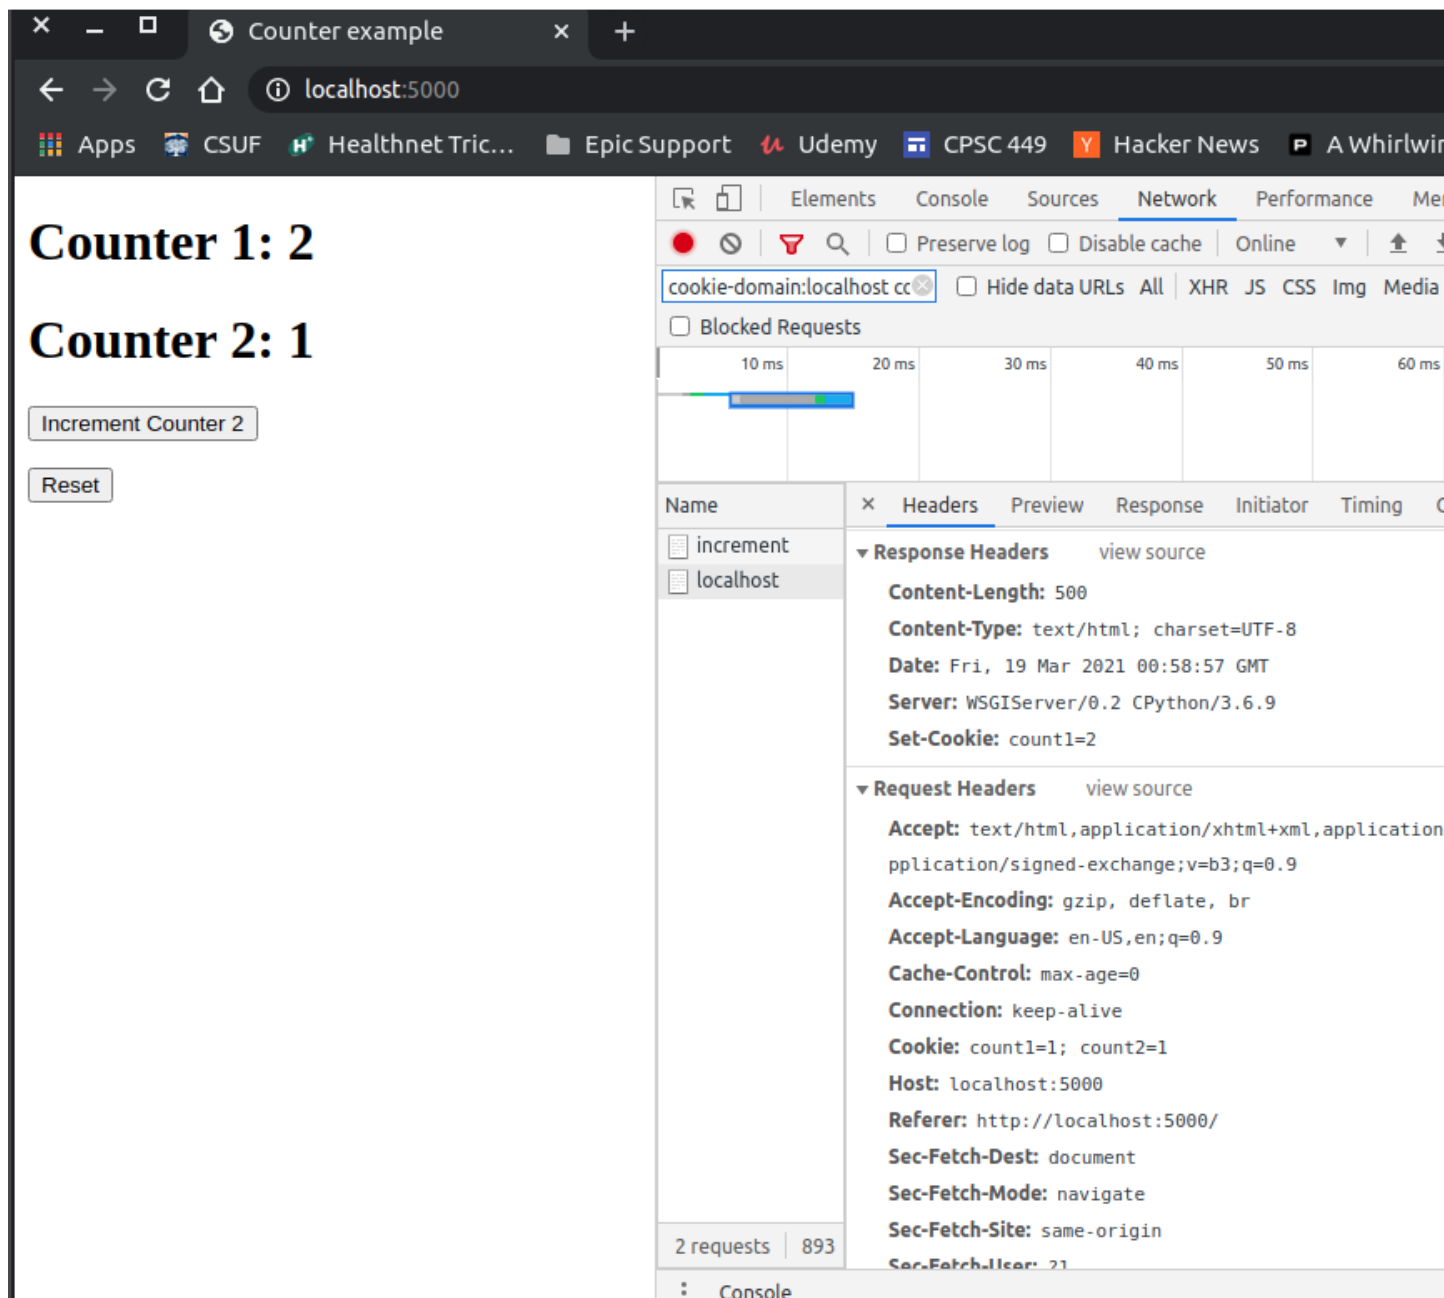 Counter example
localhost:5000
Apps CSUF Healthnet Tric... Epic Support Udemy CPSC 449 Hacker News A Whirlwin
Counter 1: 2
Counter 2: 1
Increment Counter 2
Reset
Elements Console Sources Network Performance Me
Preserve log Disable cache Online
cookie-domain:localhost Hide data URLs All XHR JS CSS Img Media
Blocked Requests
10 ms 20 ms 30 ms 40 ms 50 ms 60 ms
Name
increment
localhost
2 requests 893
Headers Preview Response Initiator Timing
Response Headers view source
Content-Length: 500
Content-Type: text/html; charset=UTF-8
Date: Fri, 19 Mar 2021 00:58:57 GMT
Server: WSGIServer/0.2 CPython/3.6.9
Set-Cookie: count1=2
Request Headers view source
Accept: text/html,application/xhtml+xml,application
pplication/signed-exchange;v=b3;q=0.9
Accept-Encoding: gzip, deflate, br
Accept-Language: en-US,en;q=0.9
Cache-Control: max-age=0
Connection: keep-alive
Cookie: count1=1; count2=1
Host: localhost:5000
Referer: http://localhost:5000/
Sec-Fetch-Dest: document
Sec-Fetch-Mode: navigate
Sec-Fetch-Site: same-origin
Sec-Fetch-User: ?1
Console